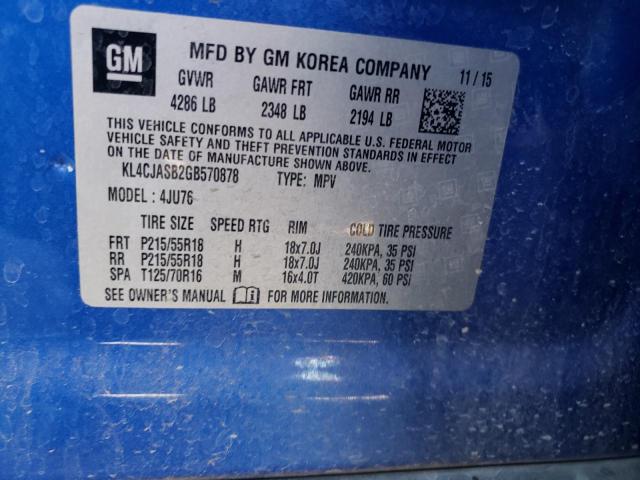 GM
MFD BY GM KOREA COMPANY 11 / 15
GVWR GAWR FRT GAWR RR
4286 LB 2348 LB 2194 LB
THIS VEHICLE CONFORMS TO ALL APPLICABLE U.S. FEDERAL MOTOR
VEHICLE SAFETY AND THEFT PREVENTION STANDARDS IN EFFECT
ON THE DATE OF MANUFACTURE SHOWN ABOVE.
KL4CJASB2GB570878 TYPE: MPV
MODEL : 4JU76
TIRE SIZE SPEED RTG RIM COLD TIRE PRESSURE
FRT P215/55R18 H 18x7.0J 240KPA, 35 PSI
RR P215/55R18 H 18x7.0J 240KPA, 35 PSI
SPA T125/70R16 M 16x4.0T 420KPA, 60 PSI
SEE OWNER'S MANUAL FOR MORE INFORMATION.